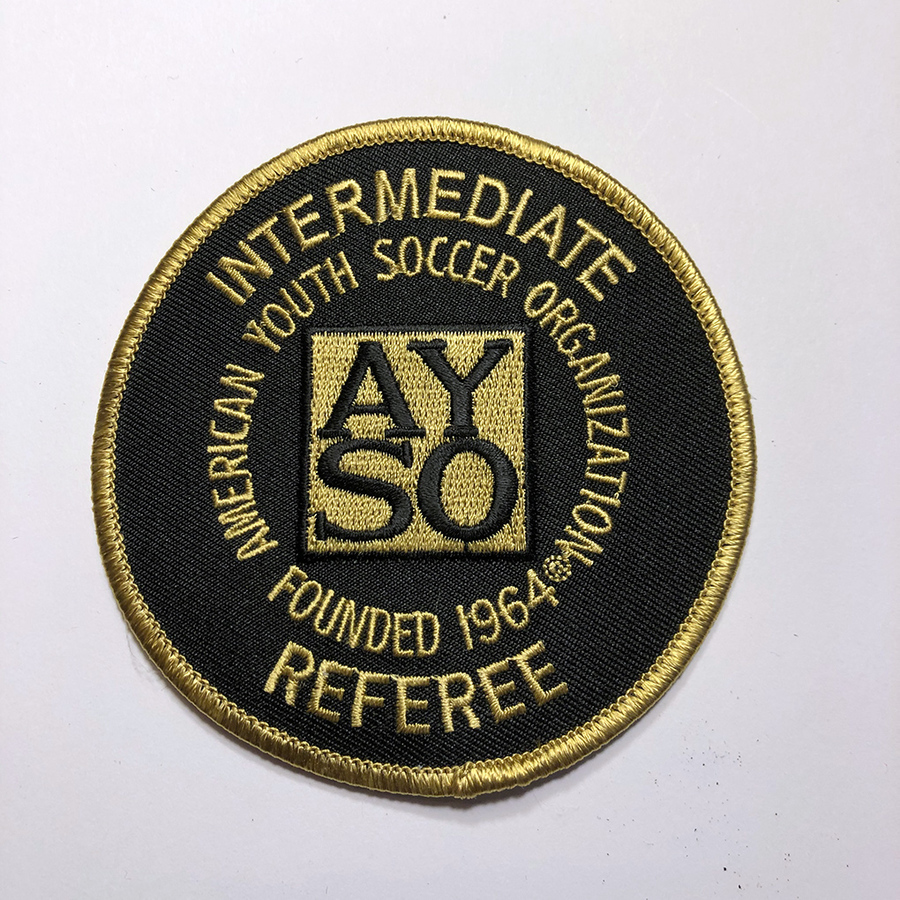 INTERMEDIATE
AMERICAN YOUTH SOCCER ORGANIZATION
AY
SO
FOUNDED 1964
REFEREE